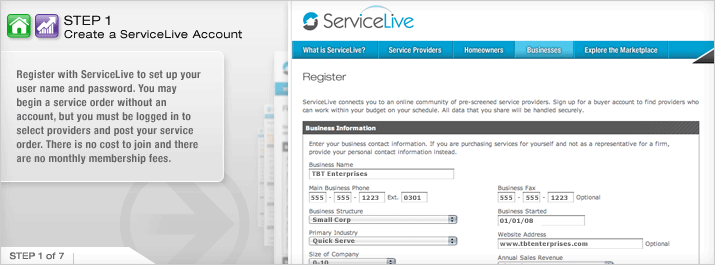 STEP 1
Create a ServiceLive Account
Register with ServiceLive to set up your
user name and password. You may
begin a service order without an
account, but you must be logged in to
select providers and post your service
order. There is no cost to join and there
are no monthly membership fees.
STEP 1 of 7
ServiceLive
What is ServiceLive? Service Providers Homeowners Businesses Explore the Marketplace
Register
ServiceLive connects you to an online community of pre-screened service providers. Sign up for a buyer account to find providers who
can work within your budget on your schedule. All data that you share will be handled securely.
Business Information
Enter your business contact information. If you are purchasing services for yourself and not as a representative for a firm,
provide your personal contact information instead.
Business Name
TBT Enterprises
Main Business Phone Business Fax
555 - 555 - 1223 Ext. 0301 555 - 555 - 1223 Optional
Business Structure Business Started
Small Corp 01/01/08
Primary Industry Website Address
Quick Serve www.tbtenterprises.com Optional
Size of Company Annual Sales Revenue
0-10